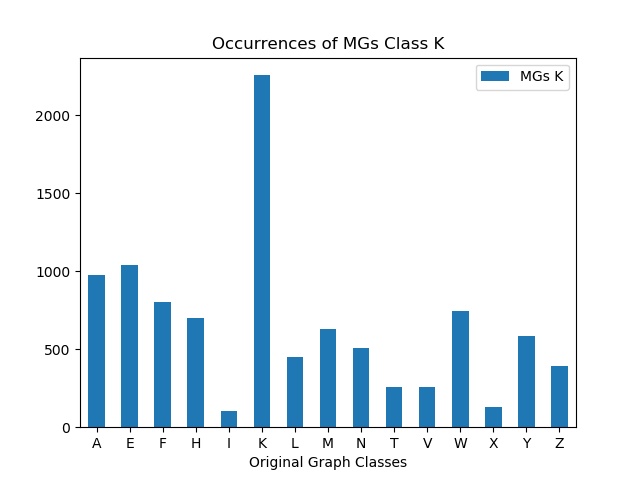 Occurrences of MGs Class K
MGs K
2000
1500
1000
500
0
A E F H I K L M N T V W X Y Z
Original Graph Classes